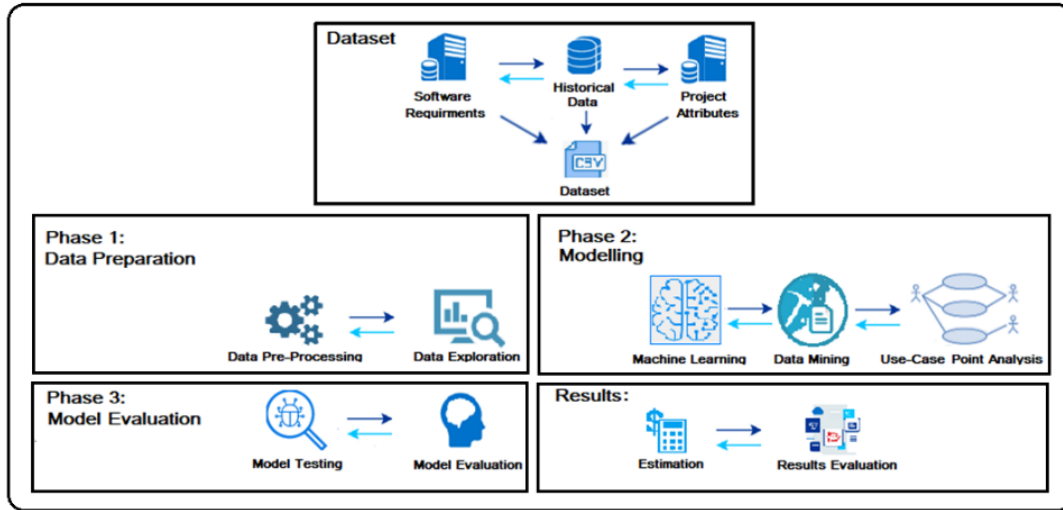 Dataset
Software
Requirments
Historical
Data
Project
Attributes
CSV
Dataset
Phase 1:
Data Preparation
Data Pre-Processing
Data Exploration
Phase 2:
Modelling
Machine Learning
Data Mining
Use-Case Point Analysis
Phase 3:
Model Evaluation
Model Testing
Model Evaluation
Results:
Estimation
Results Evaluation